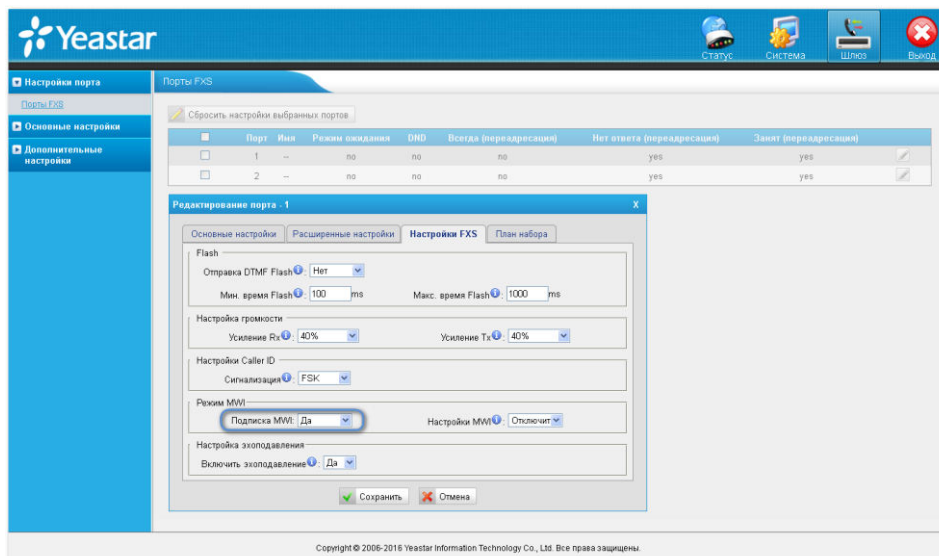 Yeastar
Статус Система Шлюз Выход
Настройки порта
Порты FXS
Основные настройки
Дополнительные
настройки
Порты FXS
Сбросить настройки выбранных портов
Порт Имя Режим ожидания DND Всегда (переадресация) Нет ответа (переадресация) Занят (переадресация)
1 -- no no no yes yes
2 -- no no no yes yes
Редактирование порта - 1 X
Основные настройки Расширенные настройки Настройки FXS План набора
Flash
Отправка DTMF Flash: Нет
Мин. время Flash: 100 ms Макс. время Flash: 1000 ms
Настройка громкости
Усиление Rx: 40% Усиление Tx: 40%
Настройки Caller ID
Сигнализация: FSK
Режим MWI
Подписка MWI: Да Настройки MWI: Отключит
Настройка эхоподавления
Включить эхоподавление: Да
Сохранить Отмена
Copyright © 2006-2016 Yeastar Information Technology Co., Ltd. Все права защищены.